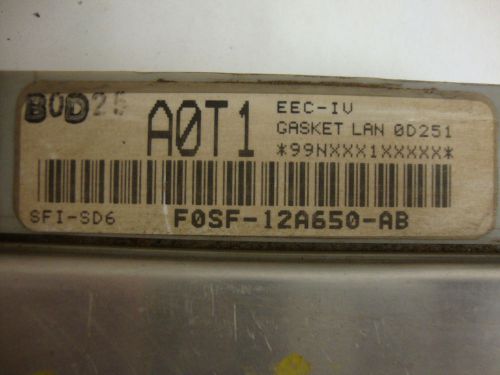 B0D25
A0T1
EEC-IV
GASKET LAN 0D251
*99NXXX1XXXXX*
SFI-SD6
F0SF-12A650-AB